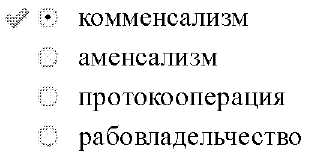 комменсализм
аменсализм
протокооперация
рабовладельчество